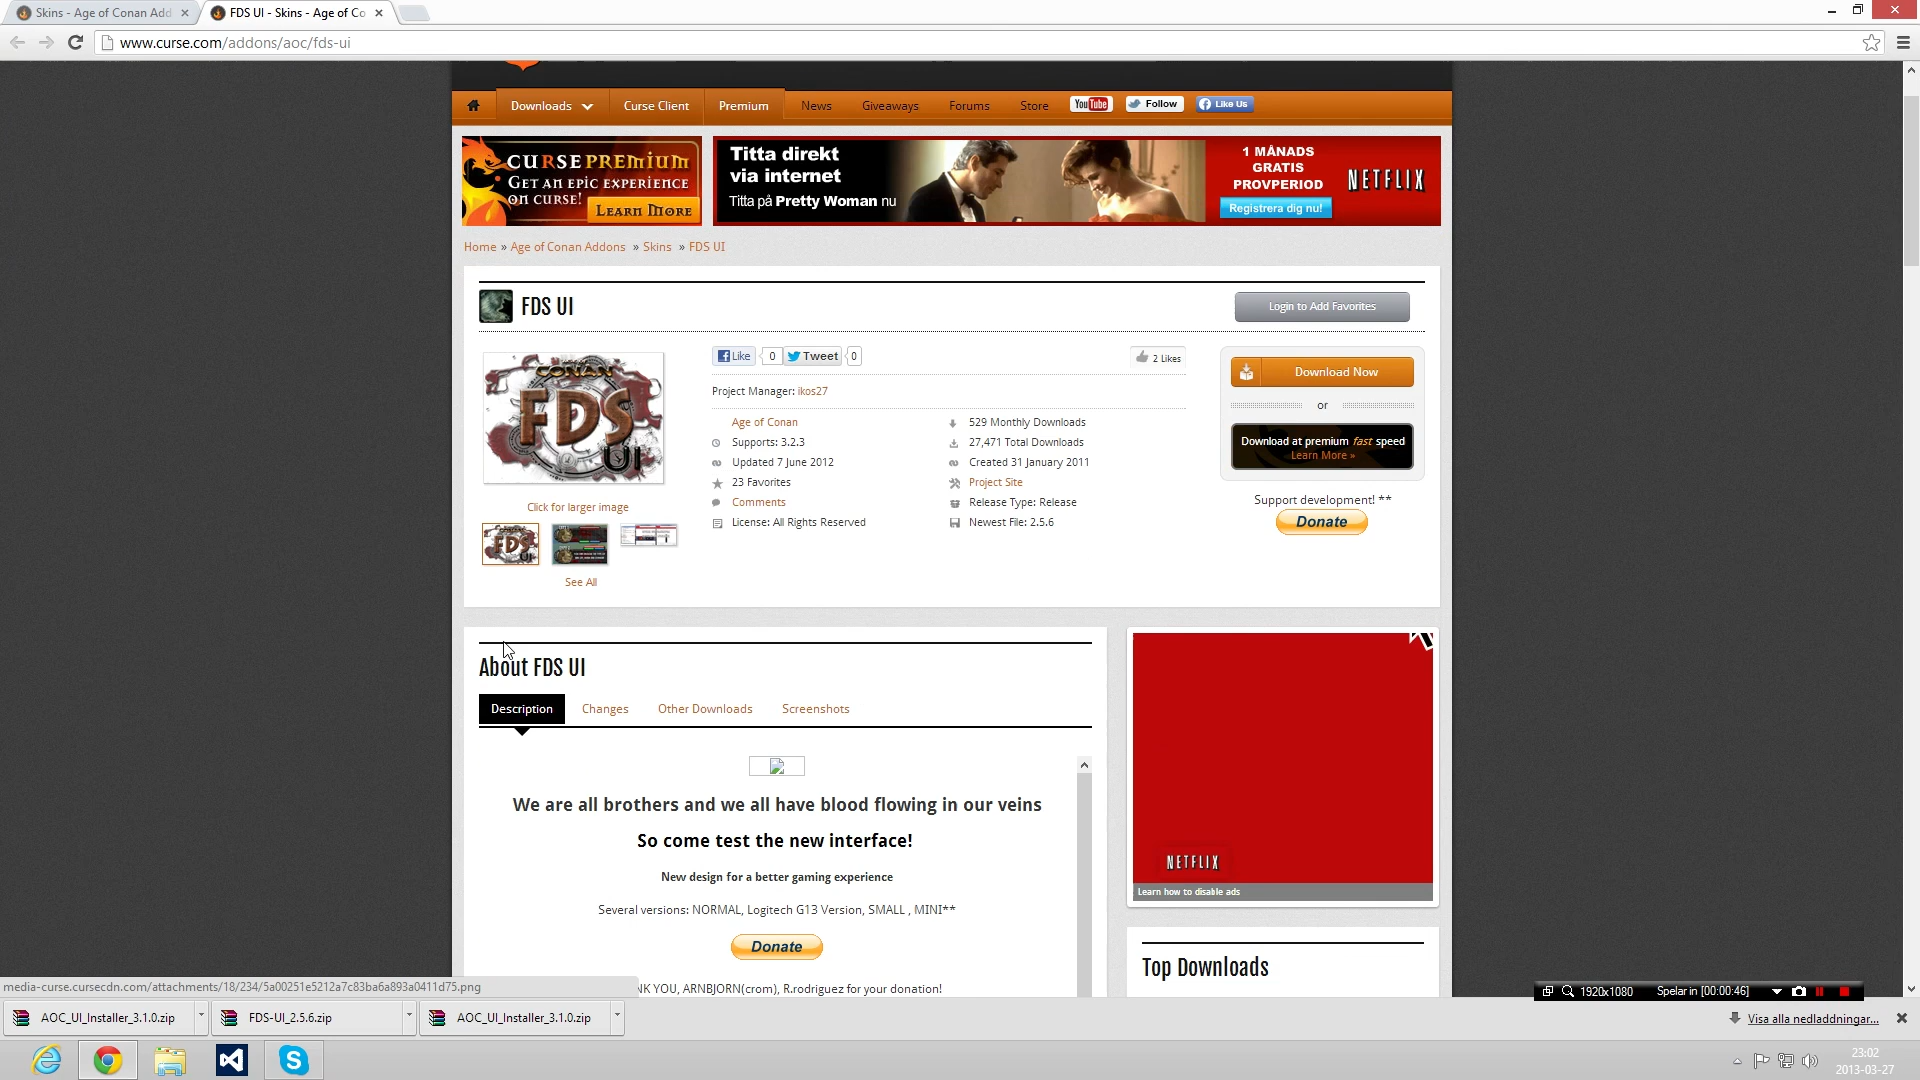 Skins - Age of Conan Add
FDS UI - Skins - Age of Co
www.curse.com/addons/aoc/fds-ui
Downloads
Curse Client
Premium
News
Giveaways
Forums
Store
YouTube
Follow
Like Us
CURSE PREMIUM
GET AN EPIC EXPERIENCE
ON CURSE!
LEARN MORE
Titta direkt
via internet
Titta på Pretty Woman nu
1 MÅNADS
GRATIS
PROVPERIOD
Registrera dig nu!
NETFLIX
Home » Age of Conan Addons » Skins » FDS UI
FDS UI
Login to Add Favorites
CONAN
FDS
UI
Click for larger image
See All
Like
0
Tweet
0
2 Likes
Project Manager: ikos27
Age of Conan
Supports: 3.2.3
Updated 7 June 2012
23 Favorites
Comments
License: All Rights Reserved
529 Monthly Downloads
27,471 Total Downloads
Created 31 January 2011
Project Site
Release Type: Release
Newest File: 2.5.6
Download Now
or
Download at premium fast speed
Learn More »
Support development! **
Donate
About FDS UI
Description
Changes
Other Downloads
Screenshots
We are all brothers and we all have blood flowing in our veins
So come test the new interface!
New design for a better gaming experience
Several versions: NORMAL, Logitech G13 Version, SMALL , MINI**
Donate
NK YOU, ARNBJORN(crom), R.rodriguez for your donation!
NETFLIX
Learn how to disable ads
Top Downloads
media-curse.cursecdn.com/attachments/18/234/5a00251e5212a7c83ba6a893a0411d75.png
1920x1080
Spelar in [00:00:46]
AOC_UI_Installer_3.1.0.zip
FDS-UI_2.5.6.zip
AOC_UI_Installer_3.1.0.zip
Visa alla nedladdningar...
23:02
2013-03-27